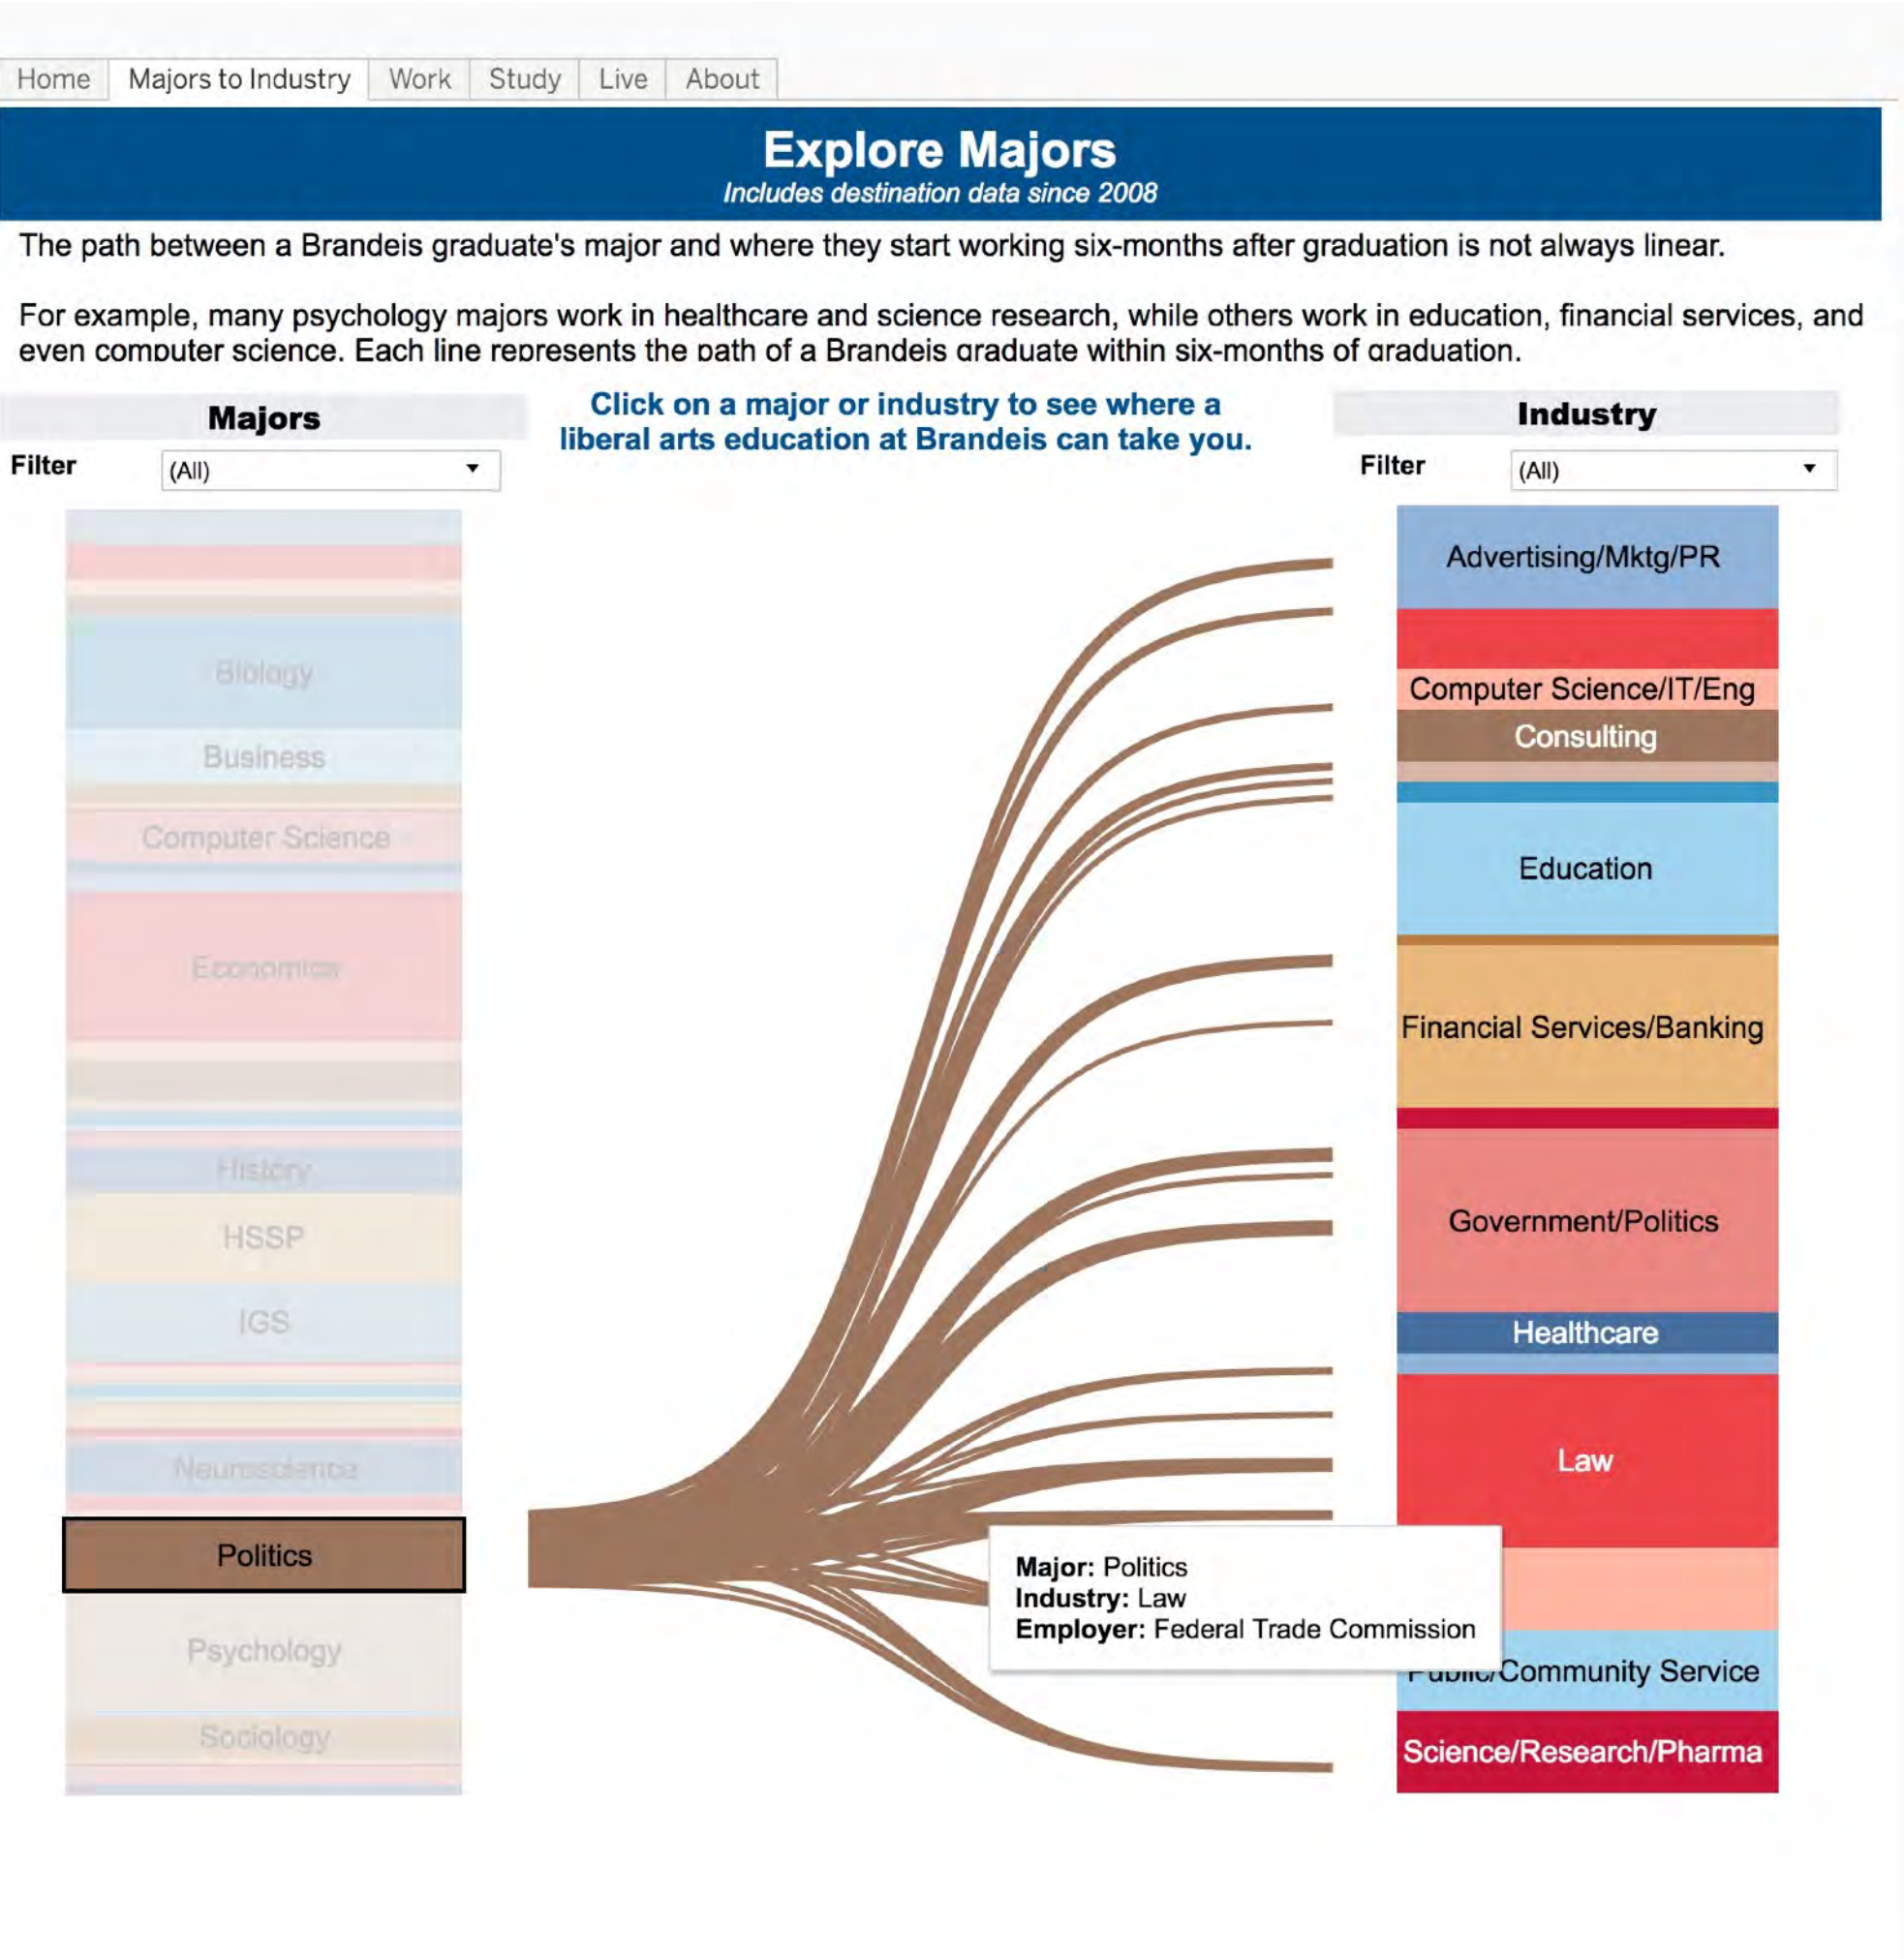 Home Majors to Industry Work Study Live About
Explore Majors
Includes destination data since 2008
The path between a Brandeis graduate's major and where they start working six-months after graduation is not always linear.
For example, many psychology majors work in healthcare and science research, while others work in education, financial services, and
even computer science. Each line represents the path of a Brandeis graduate within six-months of graduation.
Majors
Filter (All)
Click on a major or industry to see where a
liberal arts education at Brandeis can take you.
Industry
Filter (All)
Biology
Business
Computer Science
Economics
History
HSSP
IGS
Neuroscience
Politics
Psychology
Sociology
Major: Politics
Industry: Law
Employer: Federal Trade Commission
Advertising/Mktg/PR
Computer Science/IT/Eng
Consulting
Education
Financial Services/Banking
Government/Politics
Healthcare
Law
Public/Community Service
Science/Research/Pharma